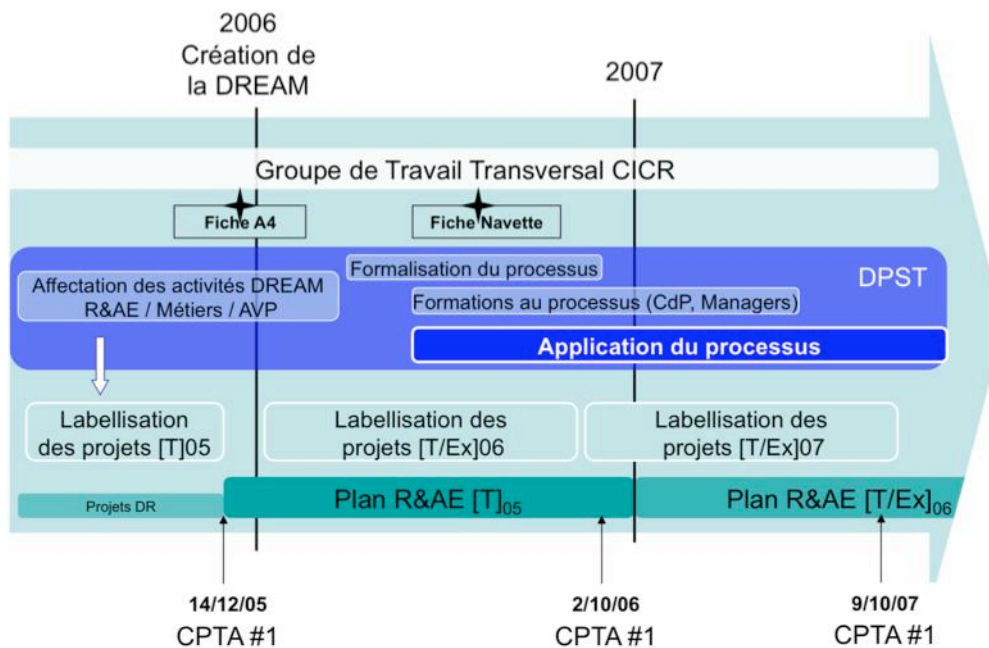 2006
Création de
la DREAM
2007
Groupe de Travail Transversal CICR
Fiche A4
Fiche Navette
Formalisation du processus
DPST
Affectation des activités DREAM
R&AE / Métiers / AVP
Formations au processus (CdP, Managers)
Application du processus
Labellisation
des projets [T]05
Labellisation des
projets [T/Ex]06
Labellisation des
projets [T/Ex]07
Projets DR
Plan R&AE [T]05
Plan R&AE [T/Ex]06
14/12/05
CPTA #1
2/10/06
CPTA #1
9/10/07
CPTA #1